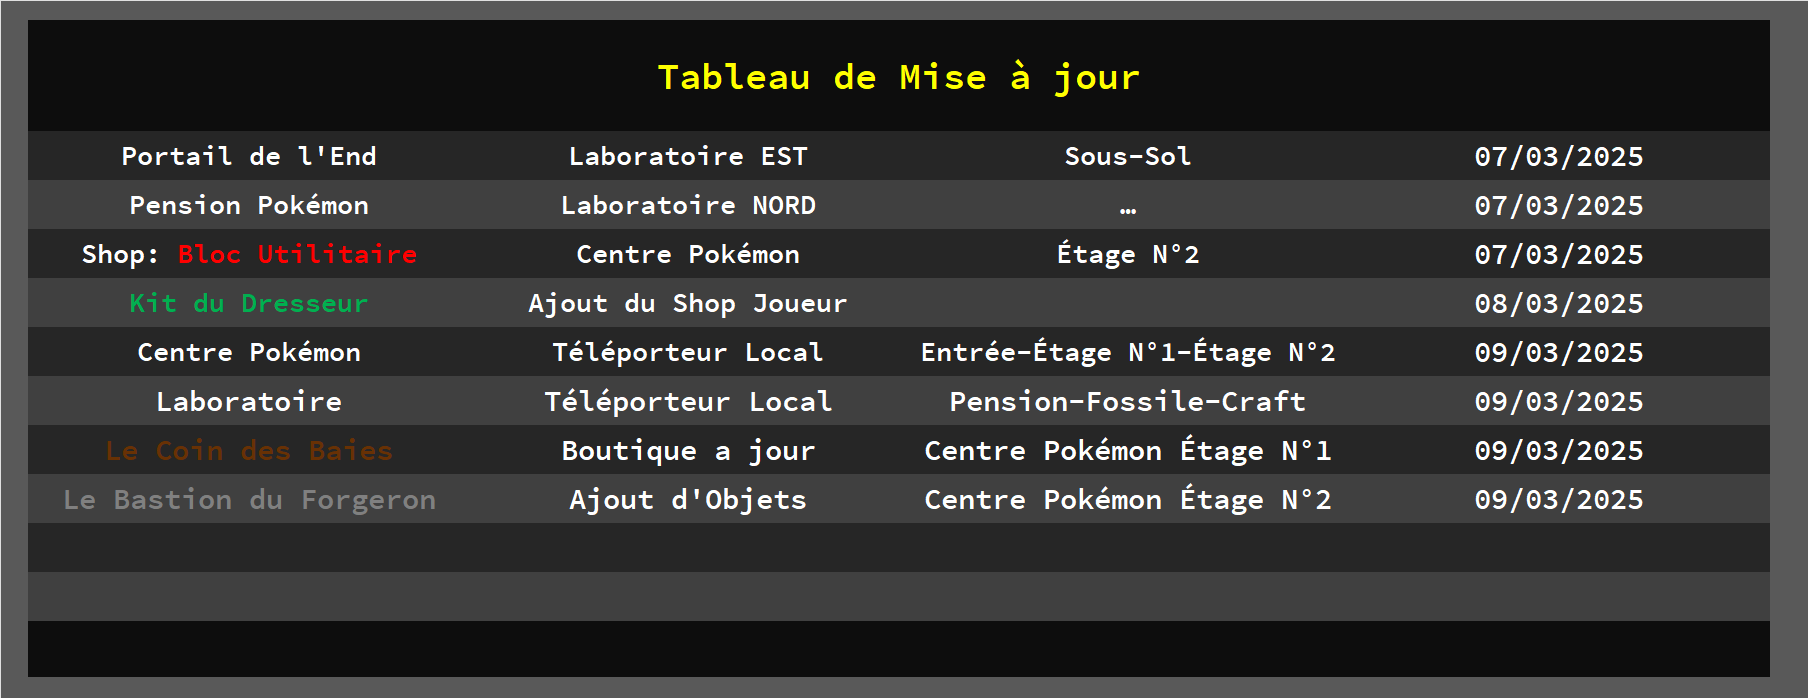 Tableau de Mise à jour
Portail de l'End Laboratoire EST Sous-Sol 07/03/2025
Pension Pokémon Laboratoire NORD … 07/03/2025
Shop: Bloc Utilitaire Centre Pokémon Étage N°2 07/03/2025
Kit du Dresseur Ajout du Shop Joueur 08/03/2025
Centre Pokémon Téléporteur Local Entrée-Étage N°1-Étage N°2 09/03/2025
Laboratoire Téléporteur Local Pension-Fossile-Craft 09/03/2025
Le Coin des Baies Boutique a jour Centre Pokémon Étage N°1 09/03/2025
Le Bastion du Forgeron Ajout d'Objets Centre Pokémon Étage N°2 09/03/2025